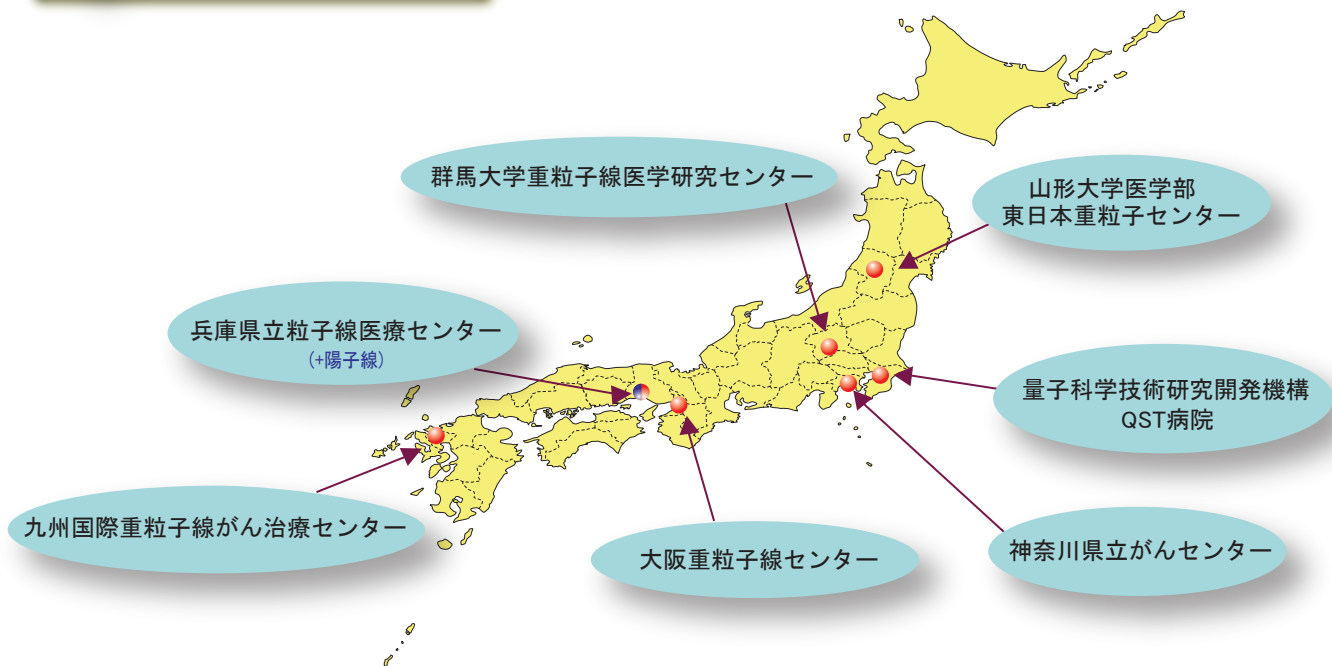 群馬大学重粒子線医学研究センター
山形大学医学部
東日本重粒子センター
兵庫県立粒子線医療センター
(+陽子線)
量子科学技術研究開発機構
QST病院
九州国際重粒子線がん治療センター
大阪重粒子線センター
神奈川県立がんセンター